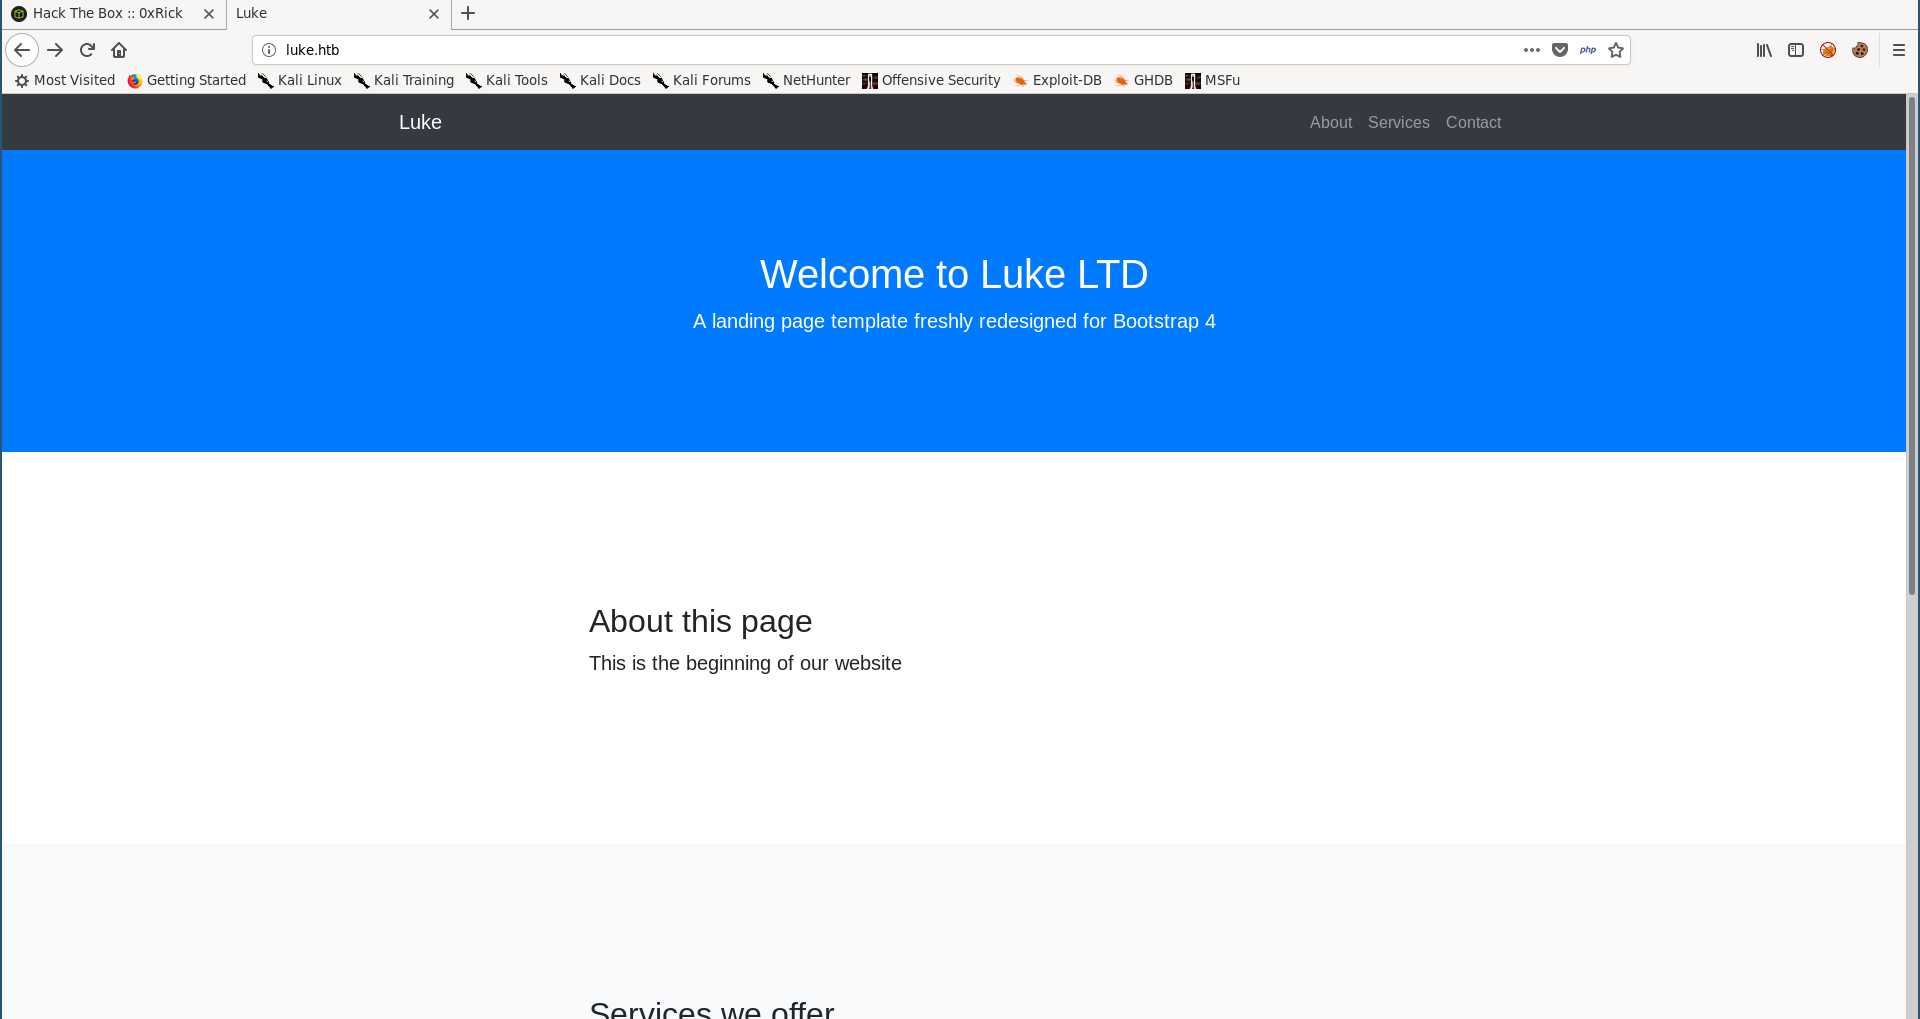 Hack The Box :: 0xRick
Luke
luke.htb
php
Most Visited Getting Started Kali Linux Kali Training Kali Tools Kali Docs Kali Forums NetHunter Offensive Security Exploit-DB GHDB MSFu
Luke About Services Contact
Welcome to Luke LTD
A landing page template freshly redesigned for Bootstrap 4
About this page
This is the beginning of our website
Services we offer